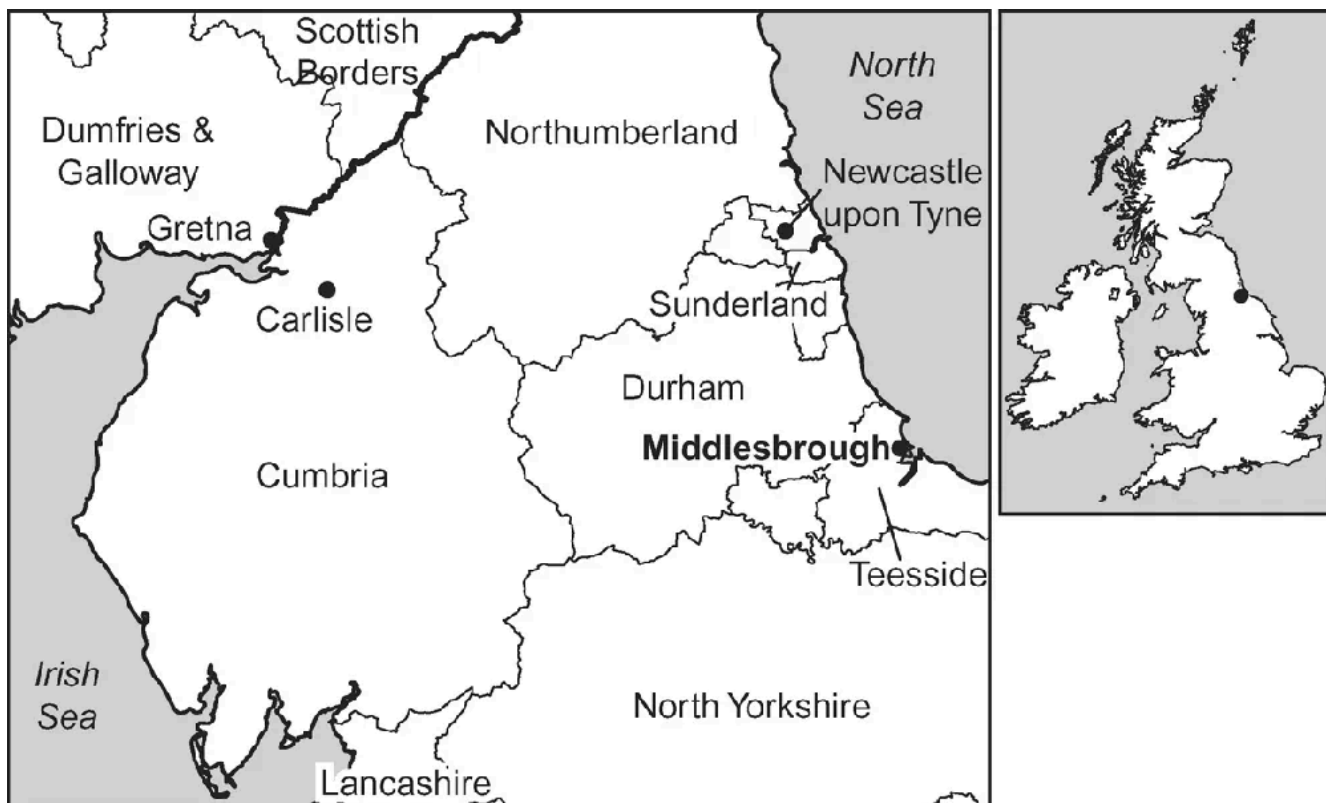 Scottish
Borders
North
Sea
Dumfries &
Galloway
Northumberland
Newcastle
upon Tyne
Gretna
Carlisle
Sunderland
Durham
Middlesbrough
Cumbria
Teesside
Irish
Sea
North Yorkshire
Lancashire